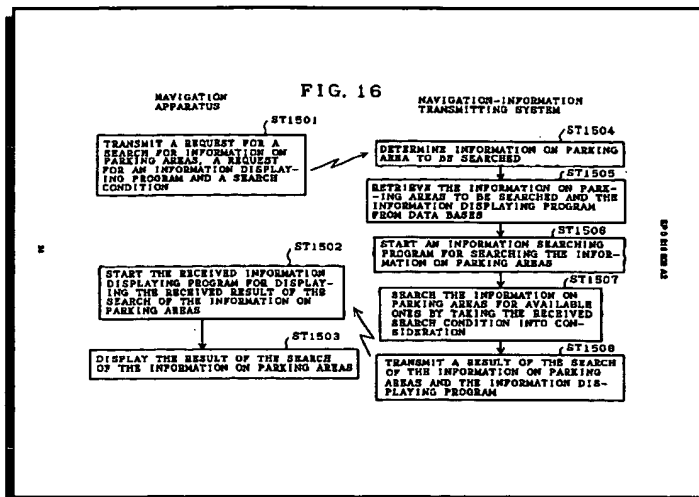 FIG. 16
NAVIGATION
APPARATUS
NAVIGATION-INFORMATION
TRANSMITTING SYSTEM
ST1501
TRANSMIT A REQUEST FOR A
SEARCH FOR INFORMATION ON
PARKING AREAS, A REQUEST
FOR AN INFORMATION DISPLAY-
ING PROGRAM AND A SEARCH
CONDITION
ST1504
DETERMINE INFORMATION ON PARKING
AREA TO BE SEARCHED
ST1505
RETRIEVE THE INFORMATION ON PARK-
ING AREAS TO BE SEARCHED AND THE
INFORMATION DISPLAYING PROGRAM
FROM DATA BASES
ST1506
START AN INFORMATION SEARCHING
PROGRAM FOR SEARCHING THE INFOR-
MATION ON PARKING AREAS
ST1507
SEARCH THE INFORMATION ON
PARKING AREAS FOR AVAILABLE
ONES BY TAKING THE RECEIVED
SEARCH CONDITION INTO CON-
SIDERATION
ST1508
TRANSMIT A RESULT OF THE SEARCH
OF THE INFORMATION ON PARKING
AREAS AND THE INFORMATION DIS-
PLAYING PROGRAM
ST1502
START THE RECEIVED INFORMATION
DISPLAYING PROGRAM FOR DISPLAY-
ING THE RECEIVED RESULT OF THE
SEARCH OF THE INFORMATION ON
PARKING AREAS
ST1503
DISPLAY THE RESULT OF THE SEARCH
OF THE INFORMATION ON PARKING AREAS